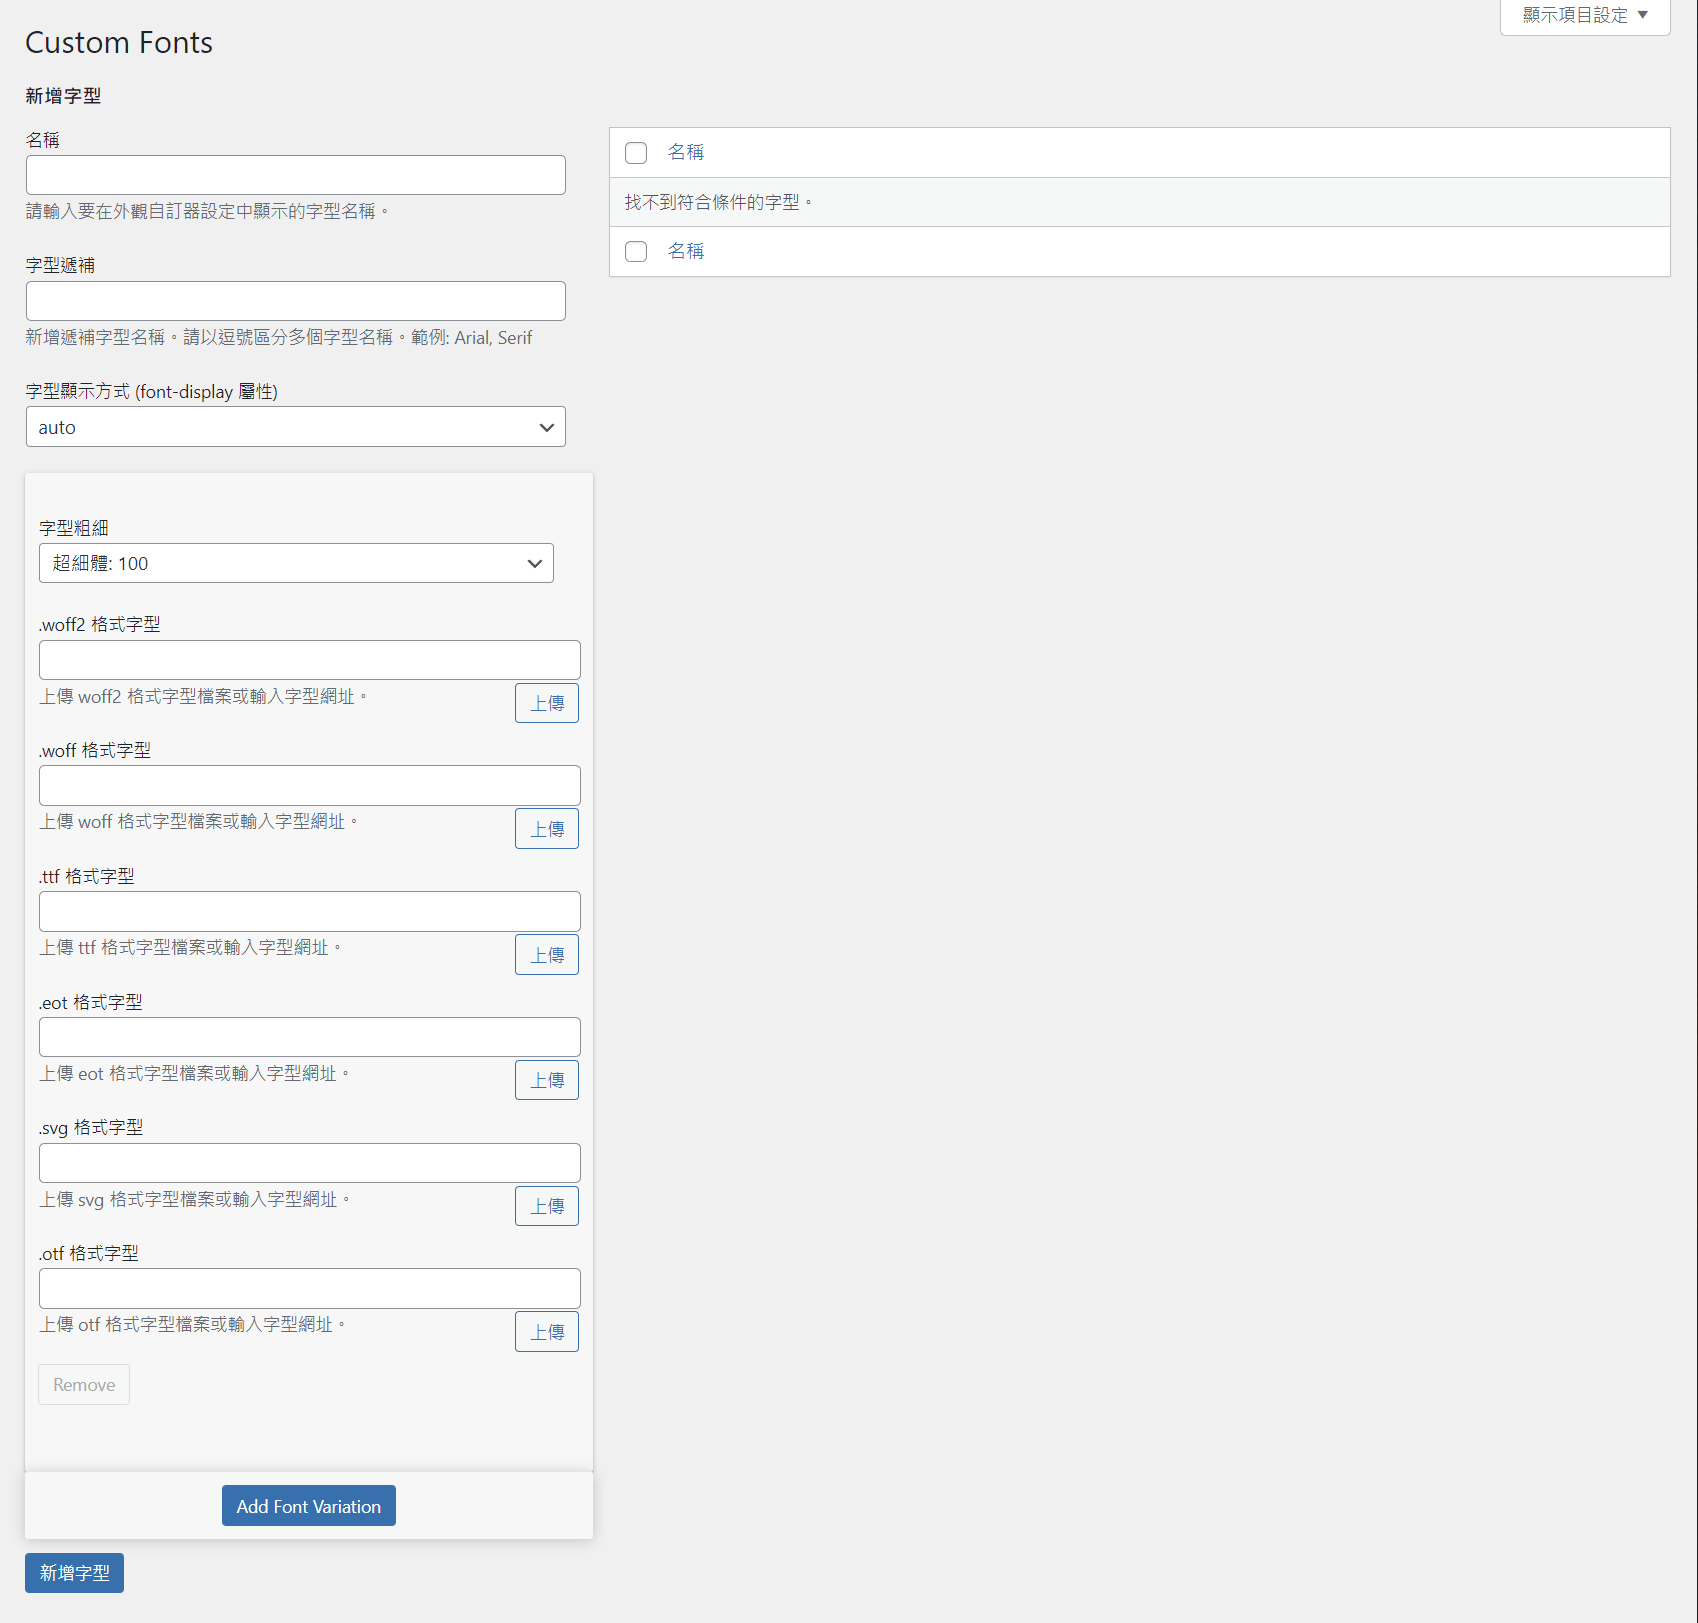 顯示項目設定 ▼
Custom Fonts
新增字型
名稱
請輸入要在外觀自訂器設定中顯示的字型名稱。
字型遞補
新增遞補字型名稱。請以逗號區分多個字型名稱。範例: Arial, Serif
字型顯示方式 (font-display 屬性)
auto
字型粗細
超細體: 100
.woff2 格式字型
上傳 woff2 格式字型檔案或輸入字型網址。
上傳
.woff 格式字型
上傳 woff 格式字型檔案或輸入字型網址。
上傳
.ttf 格式字型
上傳 ttf 格式字型檔案或輸入字型網址。
上傳
.eot 格式字型
上傳 eot 格式字型檔案或輸入字型網址。
上傳
.svg 格式字型
上傳 svg 格式字型檔案或輸入字型網址。
上傳
.otf 格式字型
上傳 otf 格式字型檔案或輸入字型網址。
上傳
Remove
Add Font Variation
新增字型
名稱
找不到符合條件的字型。
名稱